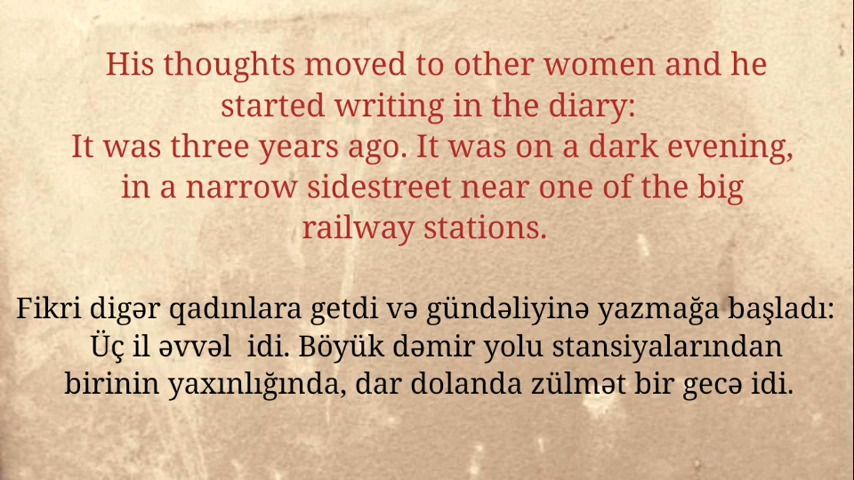 His thoughts moved to other women and he
started writing in the diary:
It was three years ago. It was on a dark evening,
in a narrow sidestreet near one of the big
railway stations.
Fikri digər qadınlara getdi və gündəliyinə yazmağa başladı:
Üç il əvvəl idi. Böyük dəmir yolu stansiyalarından
birinin yaxınlığında, dar dolanda zülmət bir gecə idi.